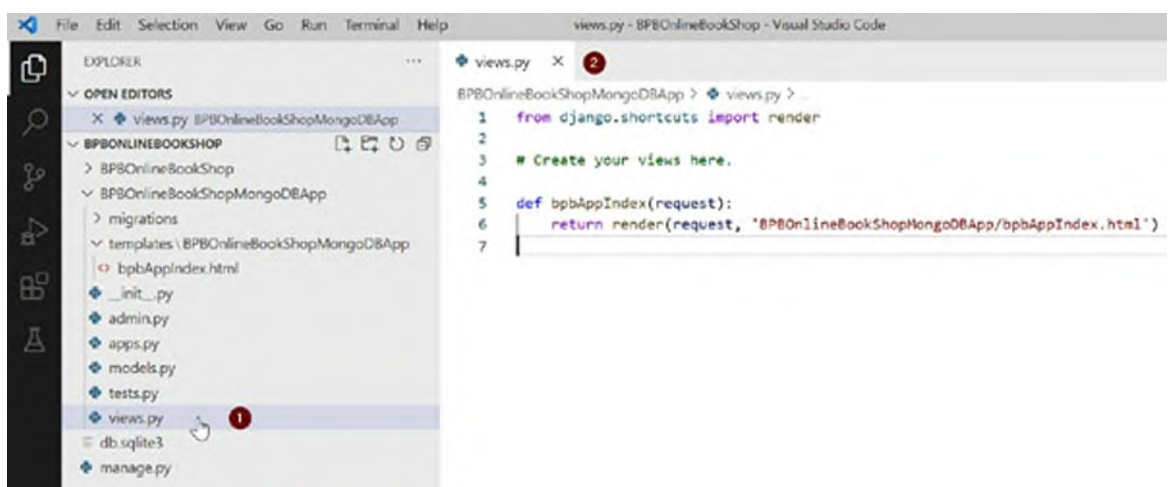 File Edit Selection View Go Run Terminal Help views.py - BPBOnlineBookShop - Visual Studio Code
EXPLORER ...
OPEN EDITORS
views.py BPBOnlineBookShopMongoDBApp
BPBONLINEBOOKSHOP
BPBOnlineBookShop
BPBOnlineBookShopMongoDBApp
migrations
templates \ BPBOnlineBookShopMongoDBApp
<> bpbAppIndex.html
__init__.py
admin.py
apps.py
models.py
tests.py
views.py 1
db.sqlite3
manage.py
views.py × 2
BPBOnlineBookShopMongoDBApp > views.py > ...
1 from django.shortcuts import render
2
3 # Create your views here.
4
5 def bpbAppIndex(request):
6 return render(request, 'BPBOnlineBookShopMongoDBApp/bpbAppIndex.html')
7